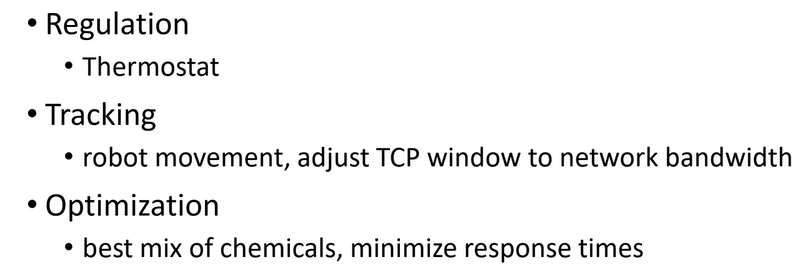 • Regulation
• Thermostat
• Tracking
• robot movement, adjust TCP window to network bandwidth
• Optimization
• best mix of chemicals, minimize response times